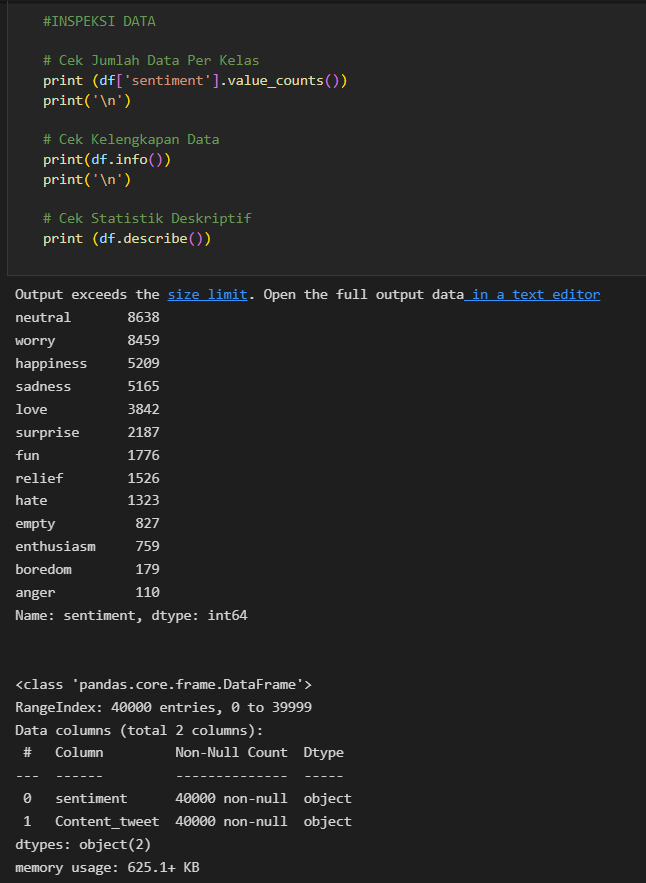 #INSPEKSI DATA
# Cek Jumlah Data Per Kelas
print (df['sentiment'].value_counts())
print('\n')
# Cek Kelengkapan Data
print(df.info())
print('\n')
# Cek Statistik Deskriptif
print (df.describe())
Output exceeds the size limit. Open the full output data in a text editor
neutral       8638
worry         8459
happiness     5209
sadness       5165
love          3842
surprise      2187
fun           1776
relief        1526
hate          1323
empty          827
enthusiasm     759
boredom        179
anger          110
Name: sentiment, dtype: int64
<class 'pandas.core.frame.DataFrame'>
RangeIndex: 40000 entries, 0 to 39999
Data columns (total 2 columns):
 #   Column         Non-Null Count  Dtype
---  ------         --------------  -----
 0   sentiment      40000 non-null  object
 1   Content_tweet  40000 non-null  object
dtypes: object(2)
memory usage: 625.1+ KB